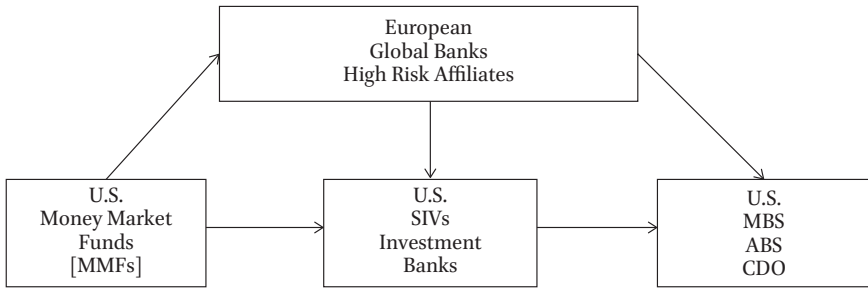 European
Global Banks
High Risk Affiliates
U.S.
Money Market
Funds
[MMFs]
U.S.
SIVs
Investment
Banks
U.S.
MBS
ABS
CDO